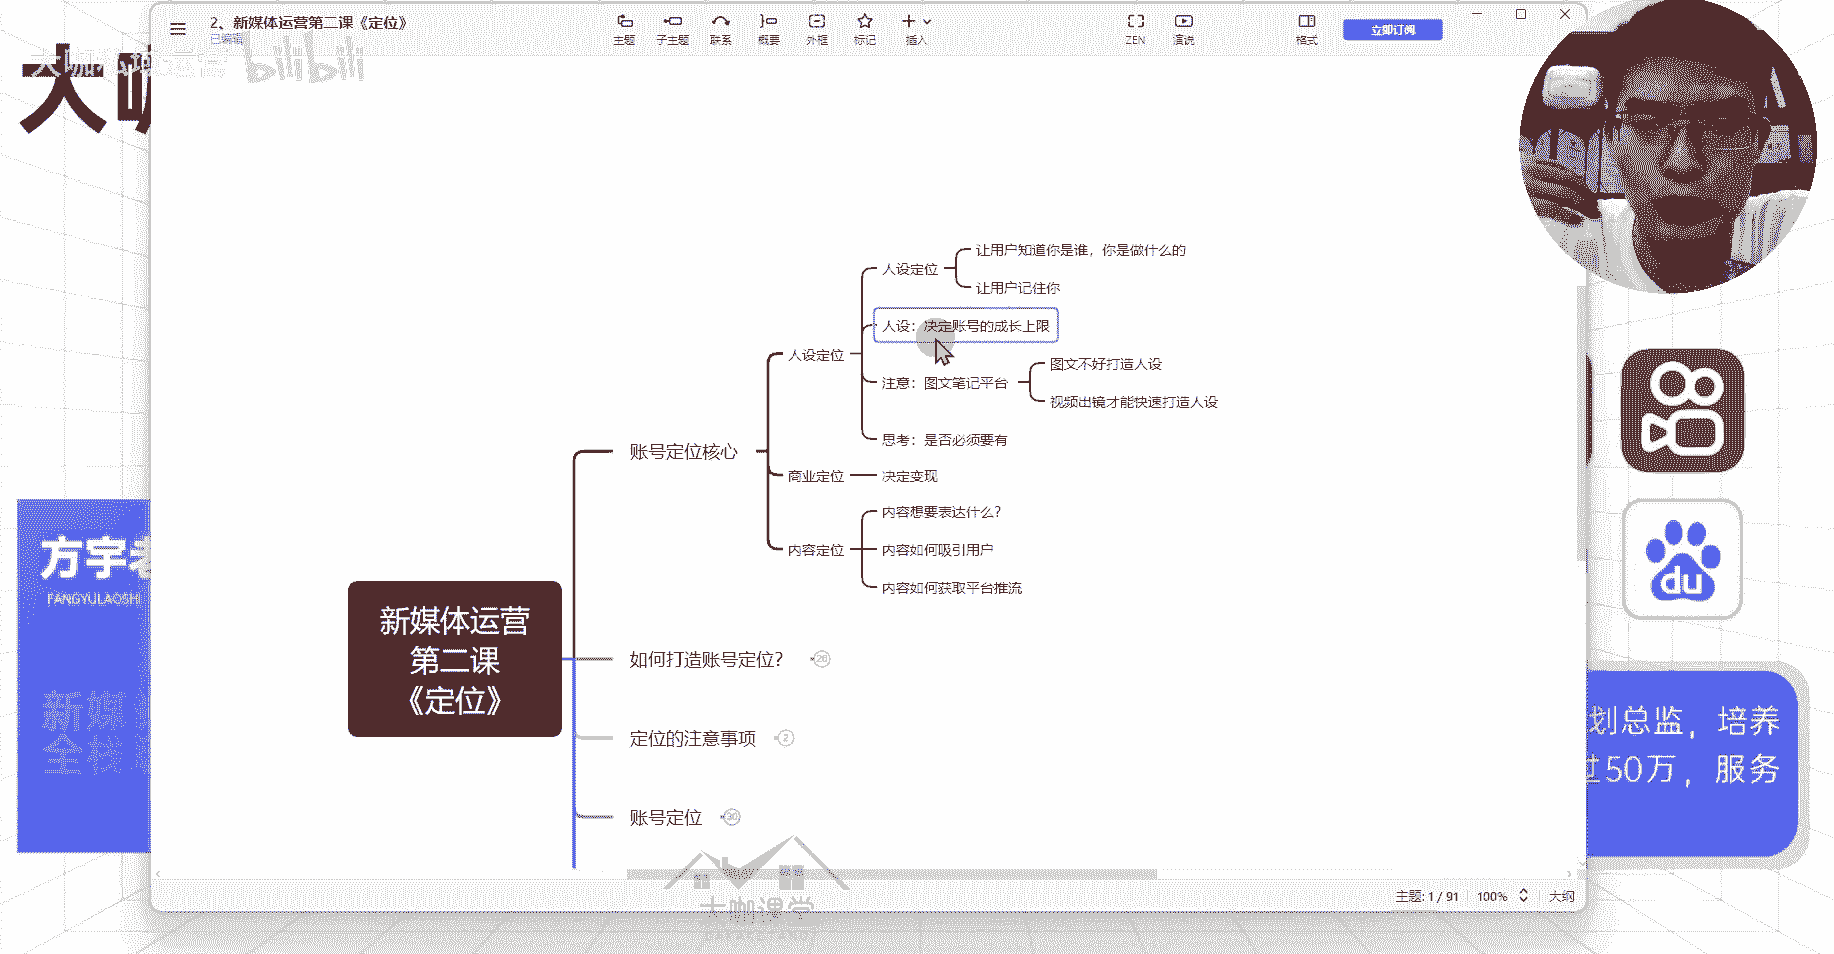 2、新媒体运营第二课《定位》
已编辑
主题
子主题
联系
概要
外框
标记
插入
ZEN
演说
格式
立即订阅
大咖私域运营
bilibili
大咖
让用户知道你是谁，你是做什么的
人设定位
让用户记住你
人设：决定账号的成长上限
人设定位
图文不好打造人设
注意：图文笔记平台
视频出镜才能快速打造人设
思考：是否必须要有
账号定位核心
商业定位
决定变现
内容想要表达什么？
内容定位
内容如何吸引用户
内容如何获取平台推流
新媒体运营
第二课
《定位》
如何打造账号定位？
26
定位的注意事项
2
账号定位
30
方宇老
FANGYULAOSHI
新媒体
全栈
du
划总监，培养
过50万，服务
大咖课堂
主题: 1 / 91
100%
大纲